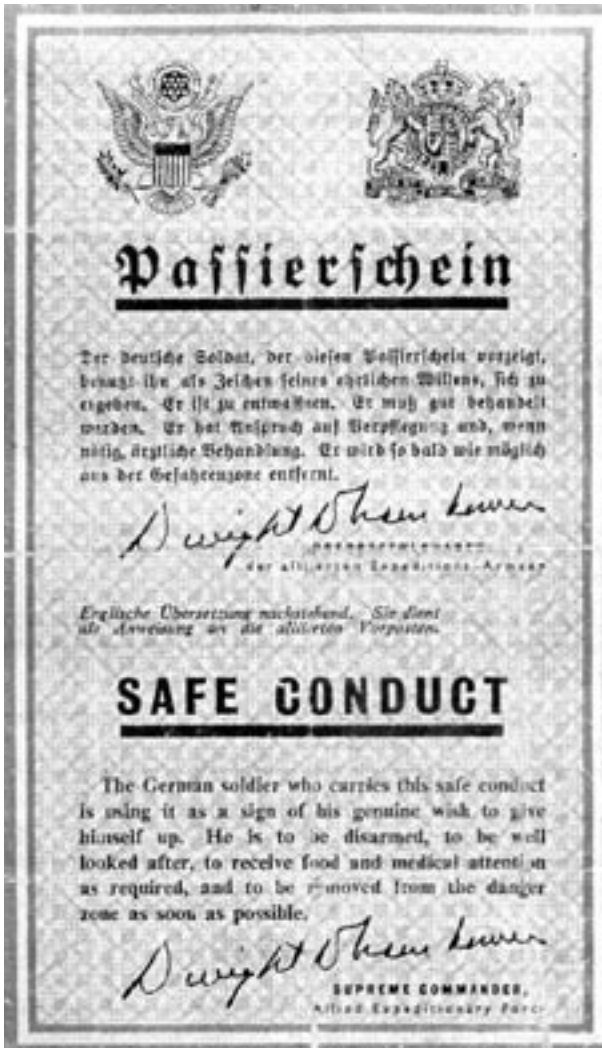 Passierschein
Der deutsche Soldat, der diesen Passierschein vorzeigt,
benutzt ihn als Zeichen seines ehrlichen Willens, sich zu
ergeben. Er ist zu entwaffnen. Er muß gut behandelt
werden. Er hat Anspruch auf Verpflegung und, wenn
nötig, ärztliche Behandlung. Er wird so bald wie möglich
aus der Gefahrenzone entfernt.
Dwight D Eisenhower
der alliierten Expeditions-Armeen
Englische Übersetzung nachstehend. Sie dient
als Anweisung an die alliierten Vorposten.
SAFE CONDUCT
The German soldier who carries this safe conduct
is using it as a sign of his genuine wish to give
himself up. He is to be disarmed, to be well
looked after, to receive food and medical attention
as required, and to be removed from the danger
zone as soon as possible.
Dwight D Eisenhower
SUPREME COMMANDER,
Allied Expeditionary Force